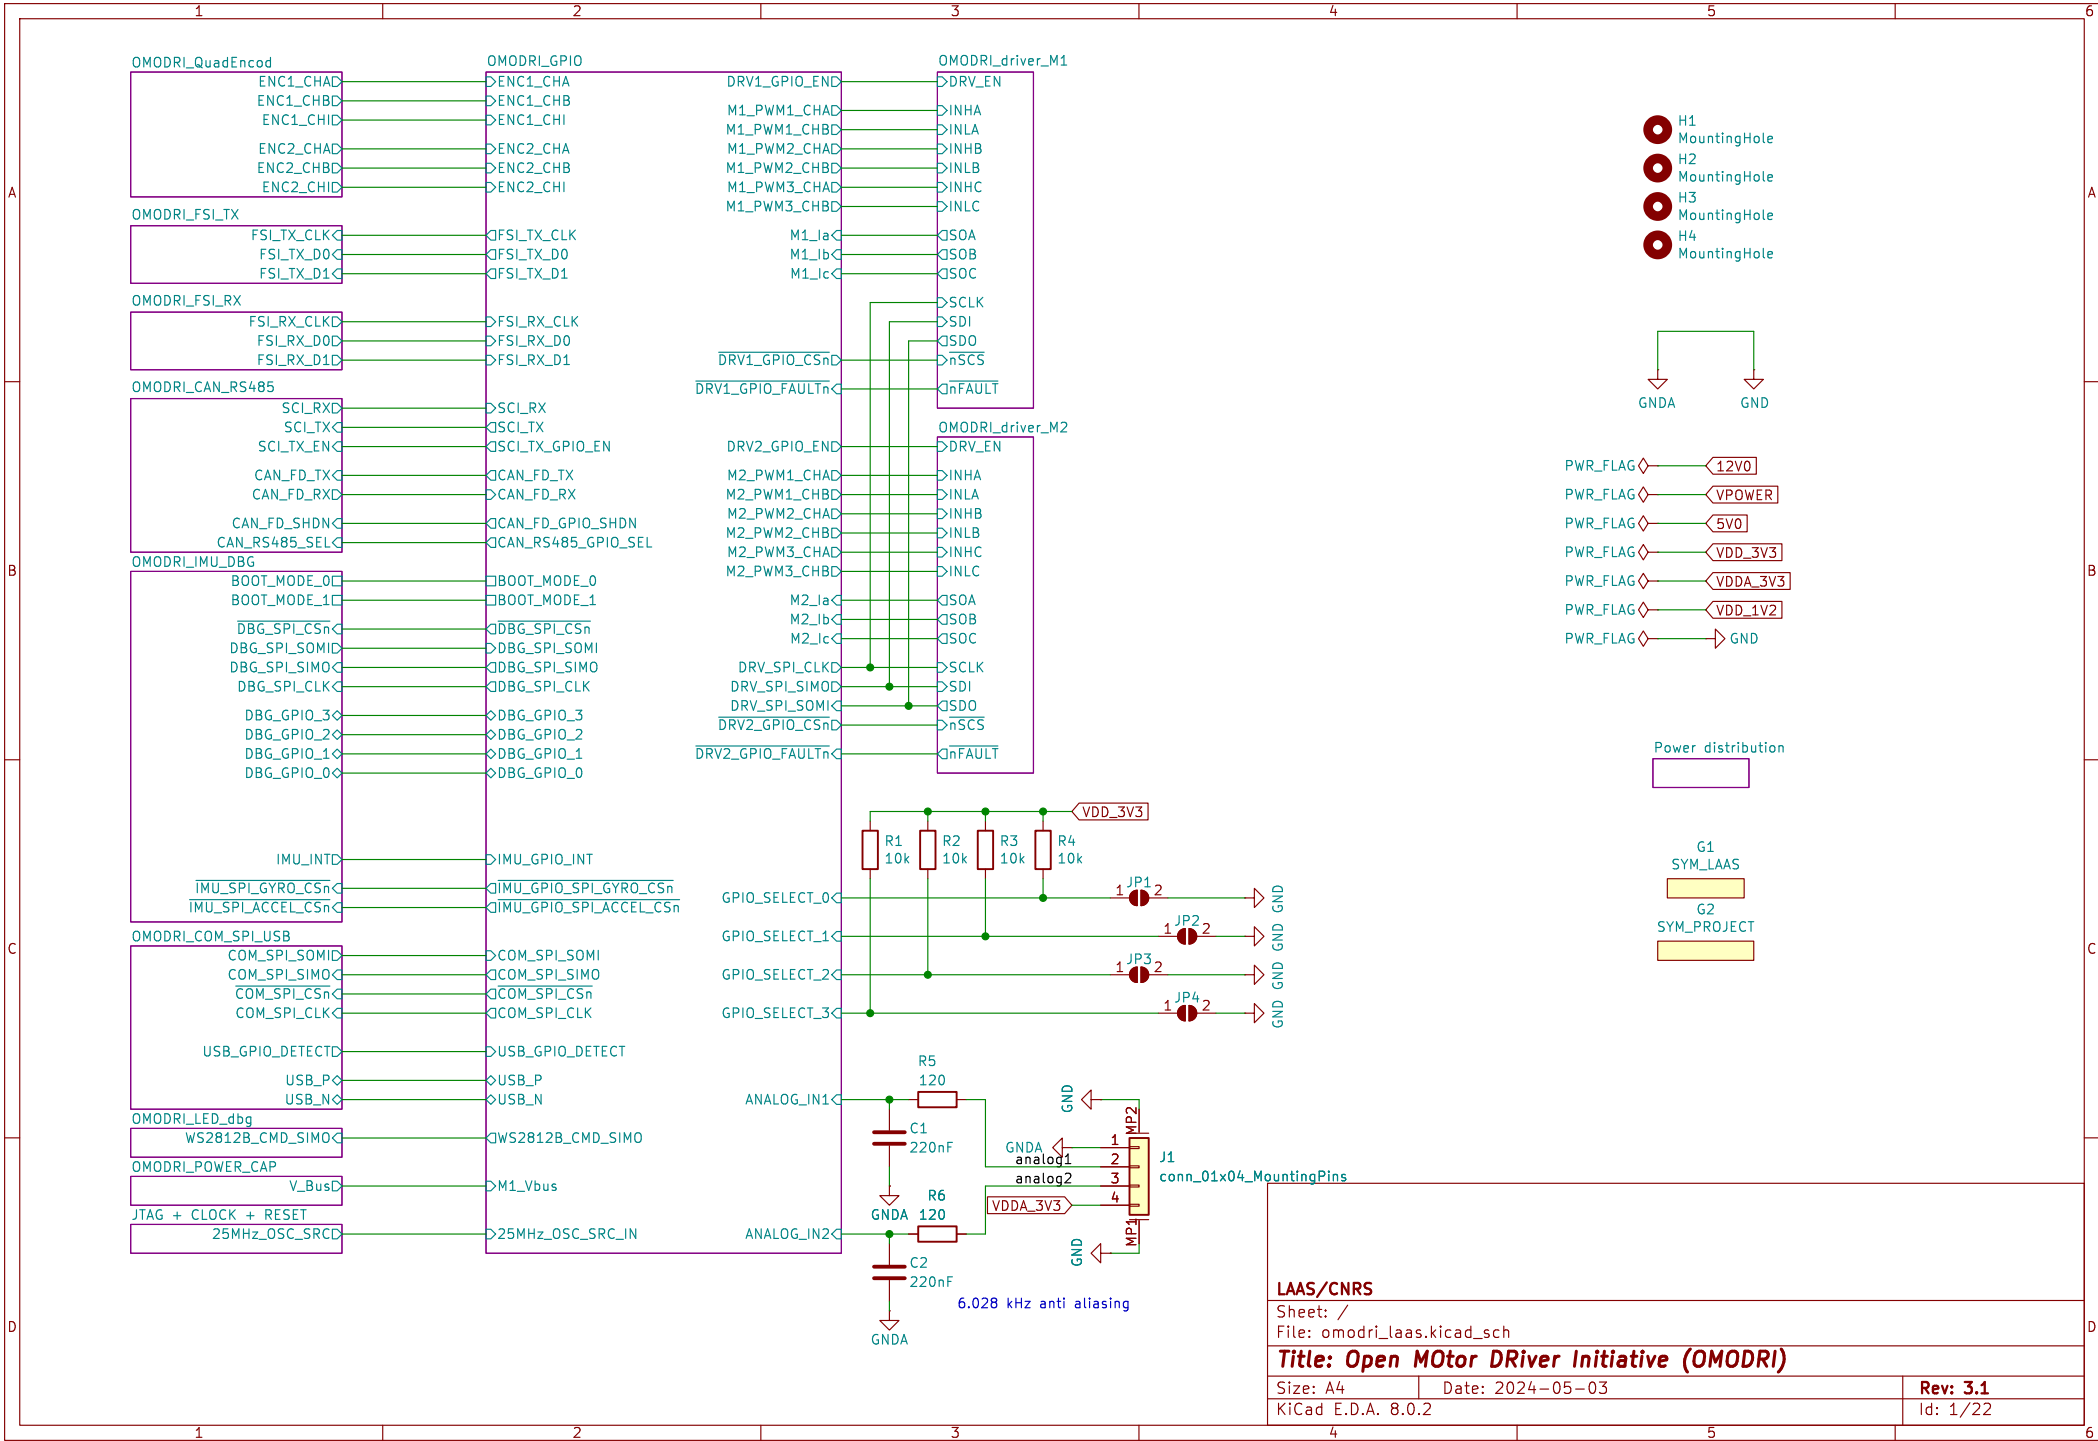 1 2 3 4 5 6
A
B
C
D
A
B
C
D
1 2 3 4 5 6
OMODRI_QuadEncod
ENC1_CHA
ENC1_CHB
ENC1_CHI
ENC2_CHA
ENC2_CHB
ENC2_CHI
OMODRI_FSI_TX
FSI_TX_CLK
FSI_TX_D0
FSI_TX_D1
OMODRI_FSI_RX
FSI_RX_CLK
FSI_RX_D0
FSI_RX_D1
OMODRI_CAN_RS485
SCI_RX
SCI_TX
SCI_TX_EN
CAN_FD_TX
CAN_FD_RX
CAN_FD_SHDN
CAN_RS485_SEL
OMODRI_IMU_DBG
BOOT_MODE_0
BOOT_MODE_1
DBG_SPI_CSn
DBG_SPI_SOMI
DBG_SPI_SIMO
DBG_SPI_CLK
DBG_GPIO_3
DBG_GPIO_2
DBG_GPIO_1
DBG_GPIO_0
IMU_INT
IMU_SPI_GYRO_CSn
IMU_SPI_ACCEL_CSn
OMODRI_COM_SPI_USB
COM_SPI_SOMI
COM_SPI_SIMO
COM_SPI_CSn
COM_SPI_CLK
USB_GPIO_DETECT
USB_P
USB_N
OMODRI_LED_dbg
WS2812B_CMD_SIMO
OMODRI_POWER_CAP
V_Bus
JTAG + CLOCK + RESET
25MHz_OSC_SRC
OMODRI_GPIO
ENC1_CHA
ENC1_CHB
ENC1_CHI
ENC2_CHA
ENC2_CHB
ENC2_CHI
FSI_TX_CLK
FSI_TX_D0
FSI_TX_D1
FSI_RX_CLK
FSI_RX_D0
FSI_RX_D1
SCI_RX
SCI_TX
SCI_TX_GPIO_EN
CAN_FD_TX
CAN_FD_RX
CAN_FD_GPIO_SHDN
CAN_RS485_GPIO_SEL
BOOT_MODE_0
BOOT_MODE_1
DBG_SPI_CSn
DBG_SPI_SOMI
DBG_SPI_SIMO
DBG_SPI_CLK
DBG_GPIO_3
DBG_GPIO_2
DBG_GPIO_1
DBG_GPIO_0
IMU_GPIO_INT
IMU_GPIO_SPI_GYRO_CSn
IMU_GPIO_SPI_ACCEL_CSn
COM_SPI_SOMI
COM_SPI_SIMO
COM_SPI_CSn
COM_SPI_CLK
USB_GPIO_DETECT
USB_P
USB_N
WS2812B_CMD_SIMO
M1_Vbus
25MHz_OSC_SRC_IN
DRV1_GPIO_EN
M1_PWM1_CHA
M1_PWM1_CHB
M1_PWM2_CHA
M1_PWM2_CHB
M1_PWM3_CHA
M1_PWM3_CHB
M1_Ia
M1_Ib
M1_Ic
DRV1_GPIO_CSn
DRV1_GPIO_FAULTn
DRV2_GPIO_EN
M2_PWM1_CHA
M2_PWM1_CHB
M2_PWM2_CHA
M2_PWM2_CHB
M2_PWM3_CHA
M2_PWM3_CHB
M2_Ia
M2_Ib
M2_Ic
DRV_SPI_CLK
DRV_SPI_SIMO
DRV_SPI_SOMI
DRV2_GPIO_CSn
DRV2_GPIO_FAULTn
GPIO_SELECT_0
GPIO_SELECT_1
GPIO_SELECT_2
GPIO_SELECT_3
ANALOG_IN1
ANALOG_IN2
OMODRI_driver_M1
DRV_EN
INHA
INLA
INHB
INLB
INHC
INLC
SOA
SOB
SOC
SCLK
SDI
SDO
nSCS
nFAULT
OMODRI_driver_M2
DRV_EN
INHA
INLA
INHB
INLB
INHC
INLC
SOA
SOB
SOC
SCLK
SDI
SDO
nSCS
nFAULT
VDD_3V3
R1 R2 R3 R4
10k 10k 10k 10k
JP1
1 2 GND
JP2
1 2 GND
JP3
1 2 GND
JP4
1 2 GND
R5
120
C1
220nF
GNDA
R6
120
C2
220nF
GNDA
6.028 kHz anti aliasing
GND
MP2
GNDA
analog1
analog2
VDDA_3V3
1
2
3
4
MP1
GND
J1
conn_01x04_MountingPins
H1
MountingHole
H2
MountingHole
H3
MountingHole
H4
MountingHole
GNDA GND
PWR_FLAG 12V0
PWR_FLAG VPOWER
PWR_FLAG 5V0
PWR_FLAG VDD_3V3
PWR_FLAG VDDA_3V3
PWR_FLAG VDD_1V2
PWR_FLAG GND
Power distribution
G1
SYM_LAAS
G2
SYM_PROJECT
LAAS/CNRS
Sheet: /
File: omodri_laas.kicad_sch
Title: Open MOtor DRiver Initiative (OMODRI)
Size: A4 Date: 2024-05-03 Rev: 3.1
KiCad E.D.A. 8.0.2 Id: 1/22